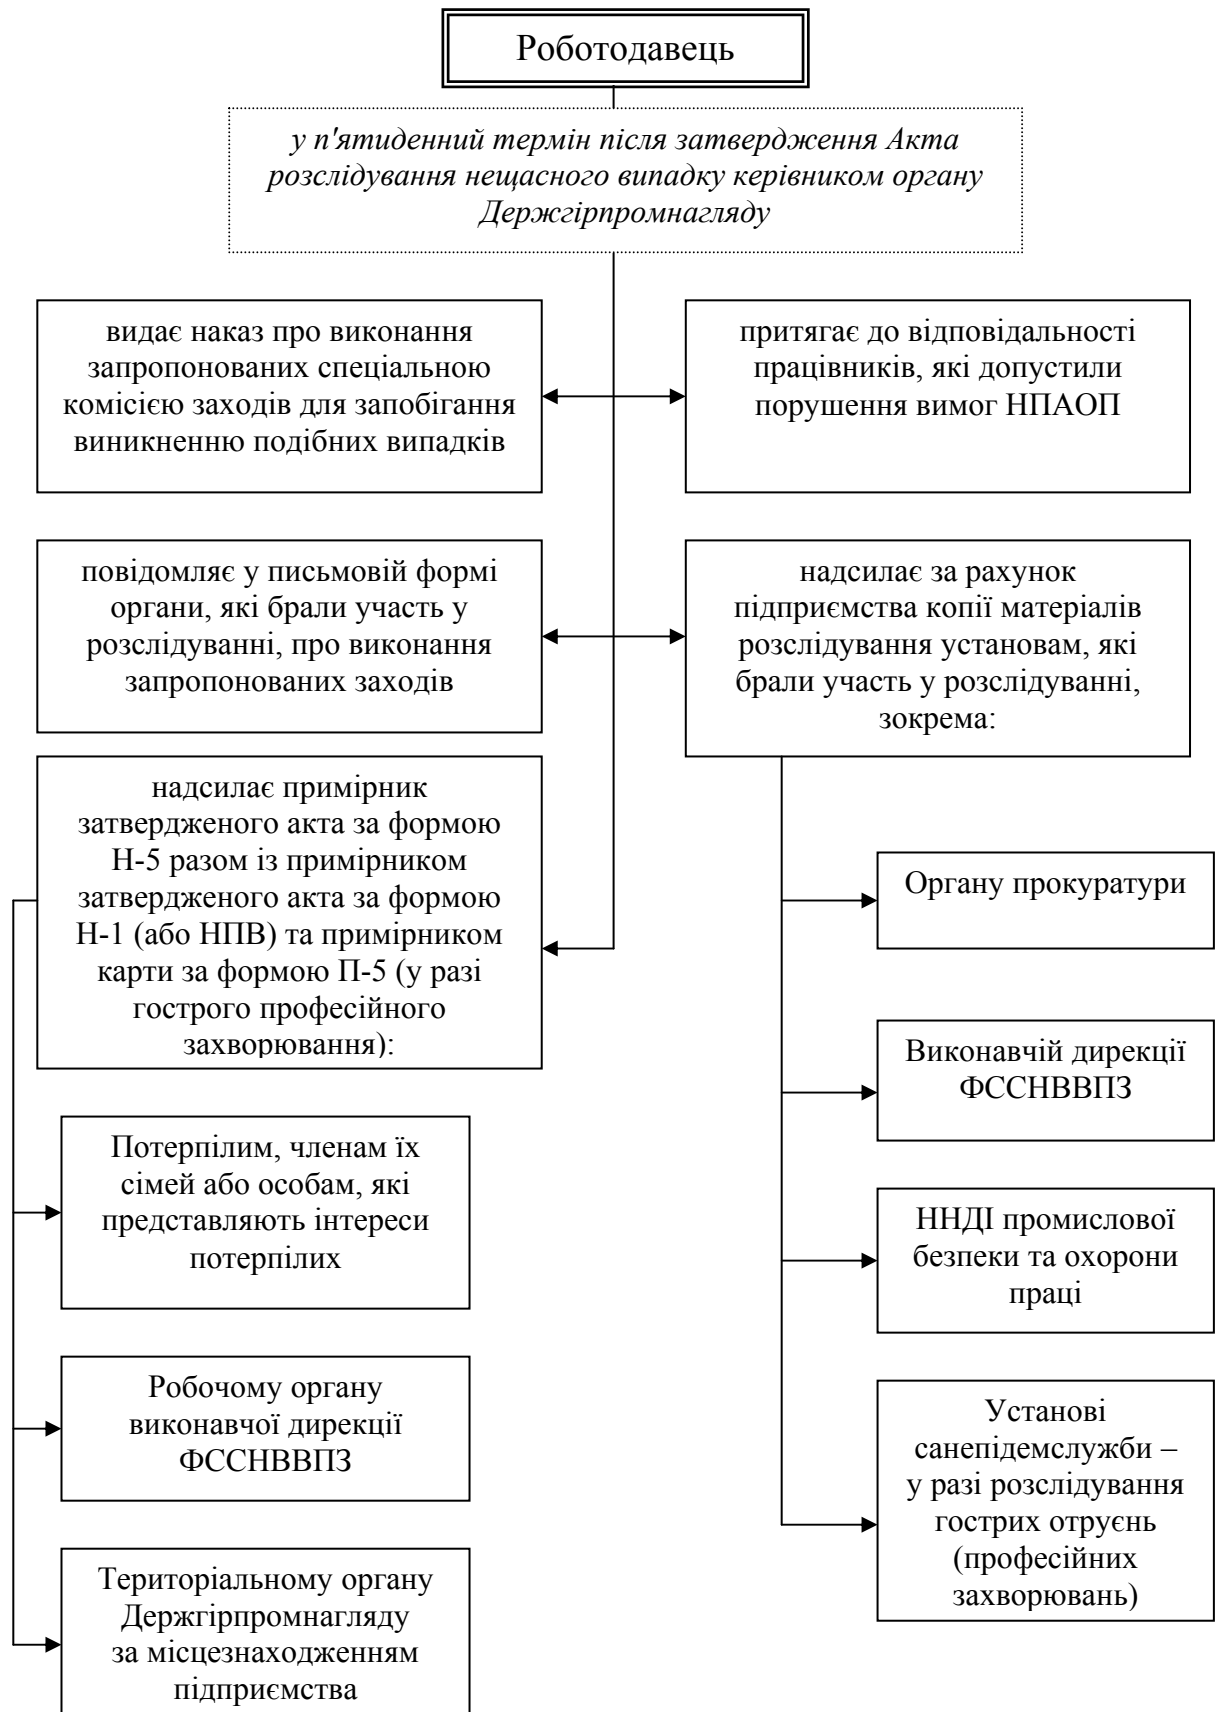 Роботодавець
у п'ятиденний термін після затвердження Акта
розслідування нещасного випадку керівником органу
Держгірпромнагляду
видає наказ про виконання
запропонованих спеціальною
комісією заходів для запобігання
виникненню подібних випадків
притягає до відповідальності
працівників, які допустили
порушення вимог НПАОП
повідомляє у письмовій формі
органи, які брали участь у
розслідуванні, про виконання
запропонованих заходів
надсилає за рахунок
підприємства копії матеріалів
розслідування установам, які
брали участь у розслідуванні,
зокрема:
надсилає примірник
затвердженого акта за формою
Н-5 разом із примірником
затвердженого акта за формою
Н-1 (або НПВ) та примірником
карти за формою П-5 (у разі
гострого професійного
захворювання):
Потерпілим, членам їх
сімей або особам, які
представляють інтереси
потерпілих
Робочому органу
виконавчої дирекції
ФССНВВПЗ
Територіальному органу
Держгірпромнагляду
за місцезнаходженням
підприємства
Органу прокуратури
Виконавчій дирекції
ФССНВВПЗ
ННДІ промислової
безпеки та охорони
праці
Установі
санепідемслужби –
у разі розслідування
гострих отруєнь
(професійних
захворювань)